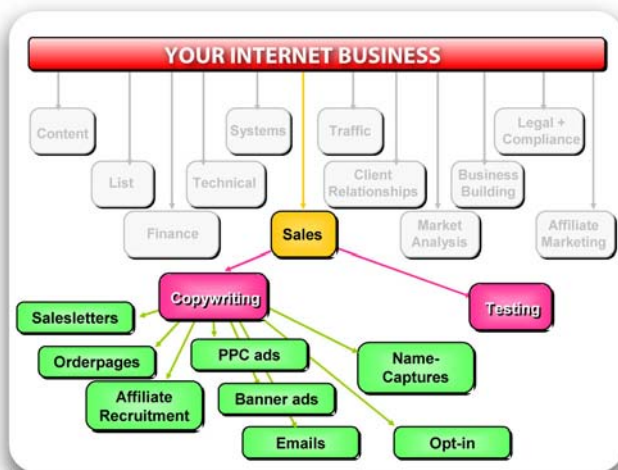 YOUR INTERNET BUSINESS
Content
Systems
Traffic
Legal +
Compliance
List
Technical
Client
Relationships
Business
Building
Finance
Sales
Market
Analysis
Affiliate
Marketing
Copywriting
Testing
Salesletters
Orderpages
PPC ads
Name-
Captures
Affiliate
Recruitment
Banner ads
Emails
Opt-in